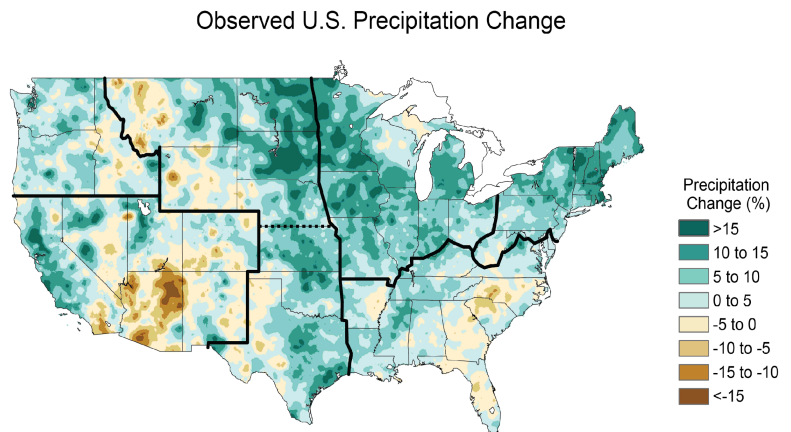 Observed U.S. Precipitation Change
Precipitation
Change (%)
>15
10 to 15
5 to 10
0 to 5
-5 to 0
-10 to -5
-15 to -10
<-15